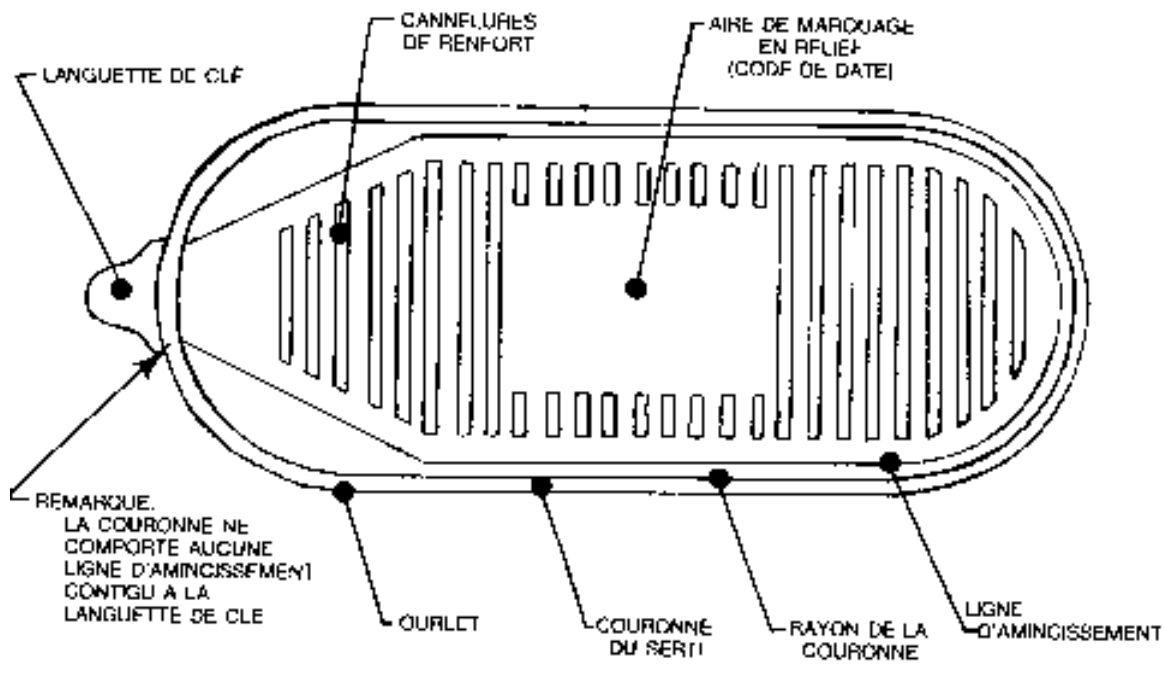 CANNELURES
DE RENFORT
AIRE DE MARQUAGE
EN RELIEF
(CODE DE DATE)
LANGUETTE DE CLÉ
REMARQUE:
LA COURONNE NE
COMPORTE AUCUNE
LIGNE D'AMINCISSEMENT
CONTIGU A LA
LANGUETTE DE CLE
OURLET
COURONNE
DU SERTI
RAYON DE LA
COURONNE
LIGNE
D'AMINCISSEMENT